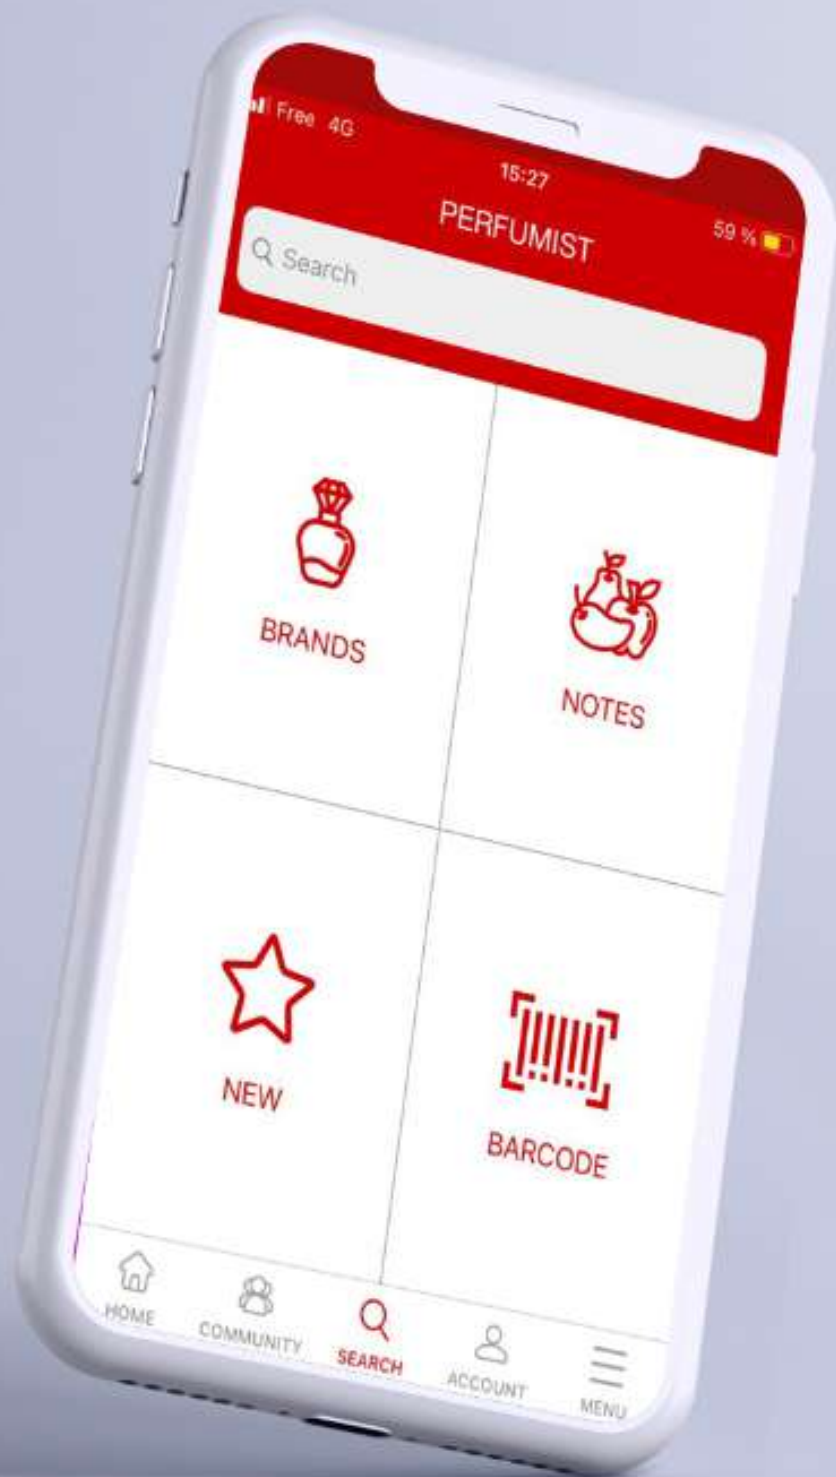 Free 4G
15:27
59 %
PERFUMIST
Search
BRANDS
NOTES
NEW
BARCODE
HOME
COMMUNITY
SEARCH
ACCOUNT
MENU